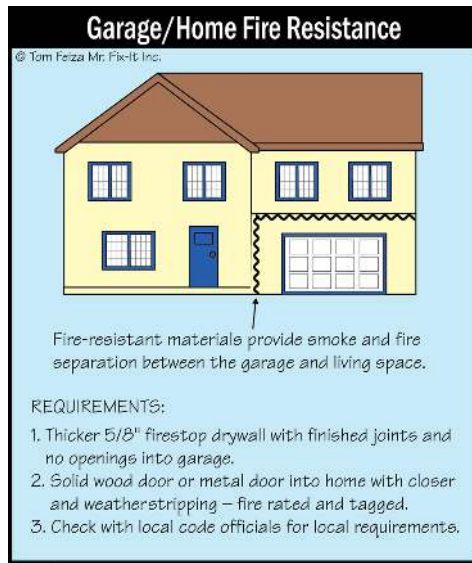 Garage/Home Fire Resistance
© Tom Feiza Mr. Fix-It Inc.
Fire-resistant materials provide smoke and fire
separation between the garage and living space.
REQUIREMENTS:
1. Thicker 5/8" firestop drywall with finished joints and
no openings into garage.
2. Solid wood door or metal door into home with closer
and weatherstripping – fire rated and tagged.
3. Check with local code officials for local requirements.